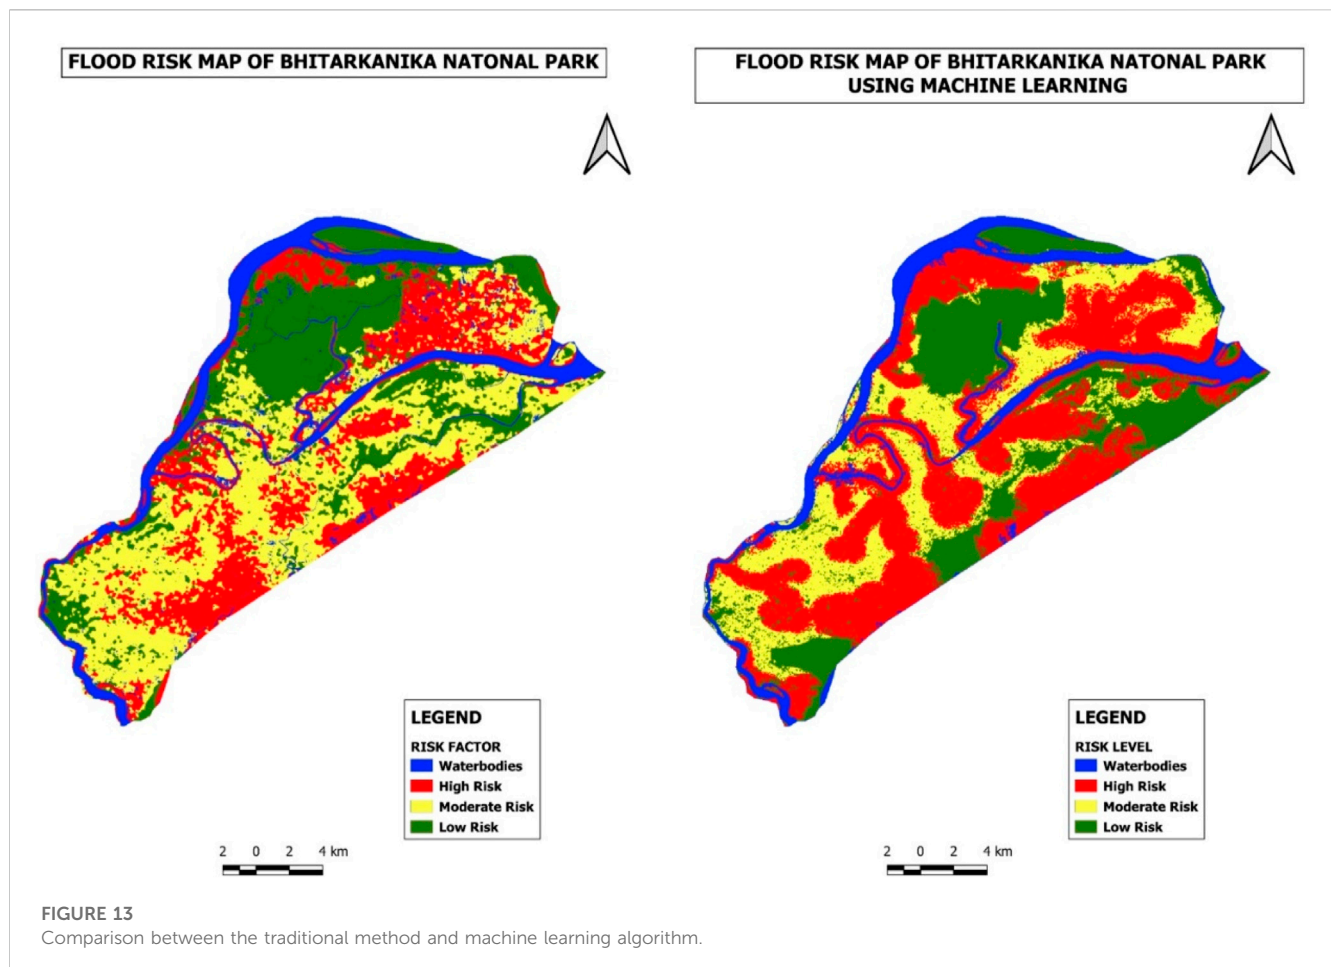 FLOOD RISK MAP OF BHITARKANIKA NATONAL PARK
LEGEND
RISK FACTOR
Waterbodies
High Risk
Moderate Risk
Low Risk
2 0 2 4 km
FLOOD RISK MAP OF BHITARKANIKA NATONAL PARK
USING MACHINE LEARNING
LEGEND
RISK LEVEL
Waterbodies
High Risk
Moderate Risk
Low Risk
2 0 2 4 km
FIGURE 13
Comparison between the traditional method and machine learning algorithm.